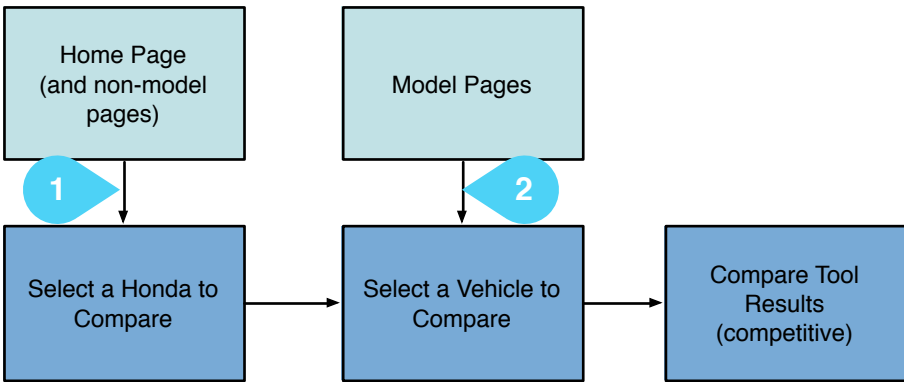 Home Page
(and non-model
pages)
Model Pages
1
2
Select a Honda to
Compare
Select a Vehicle to
Compare
Compare Tool
Results
(competitive)